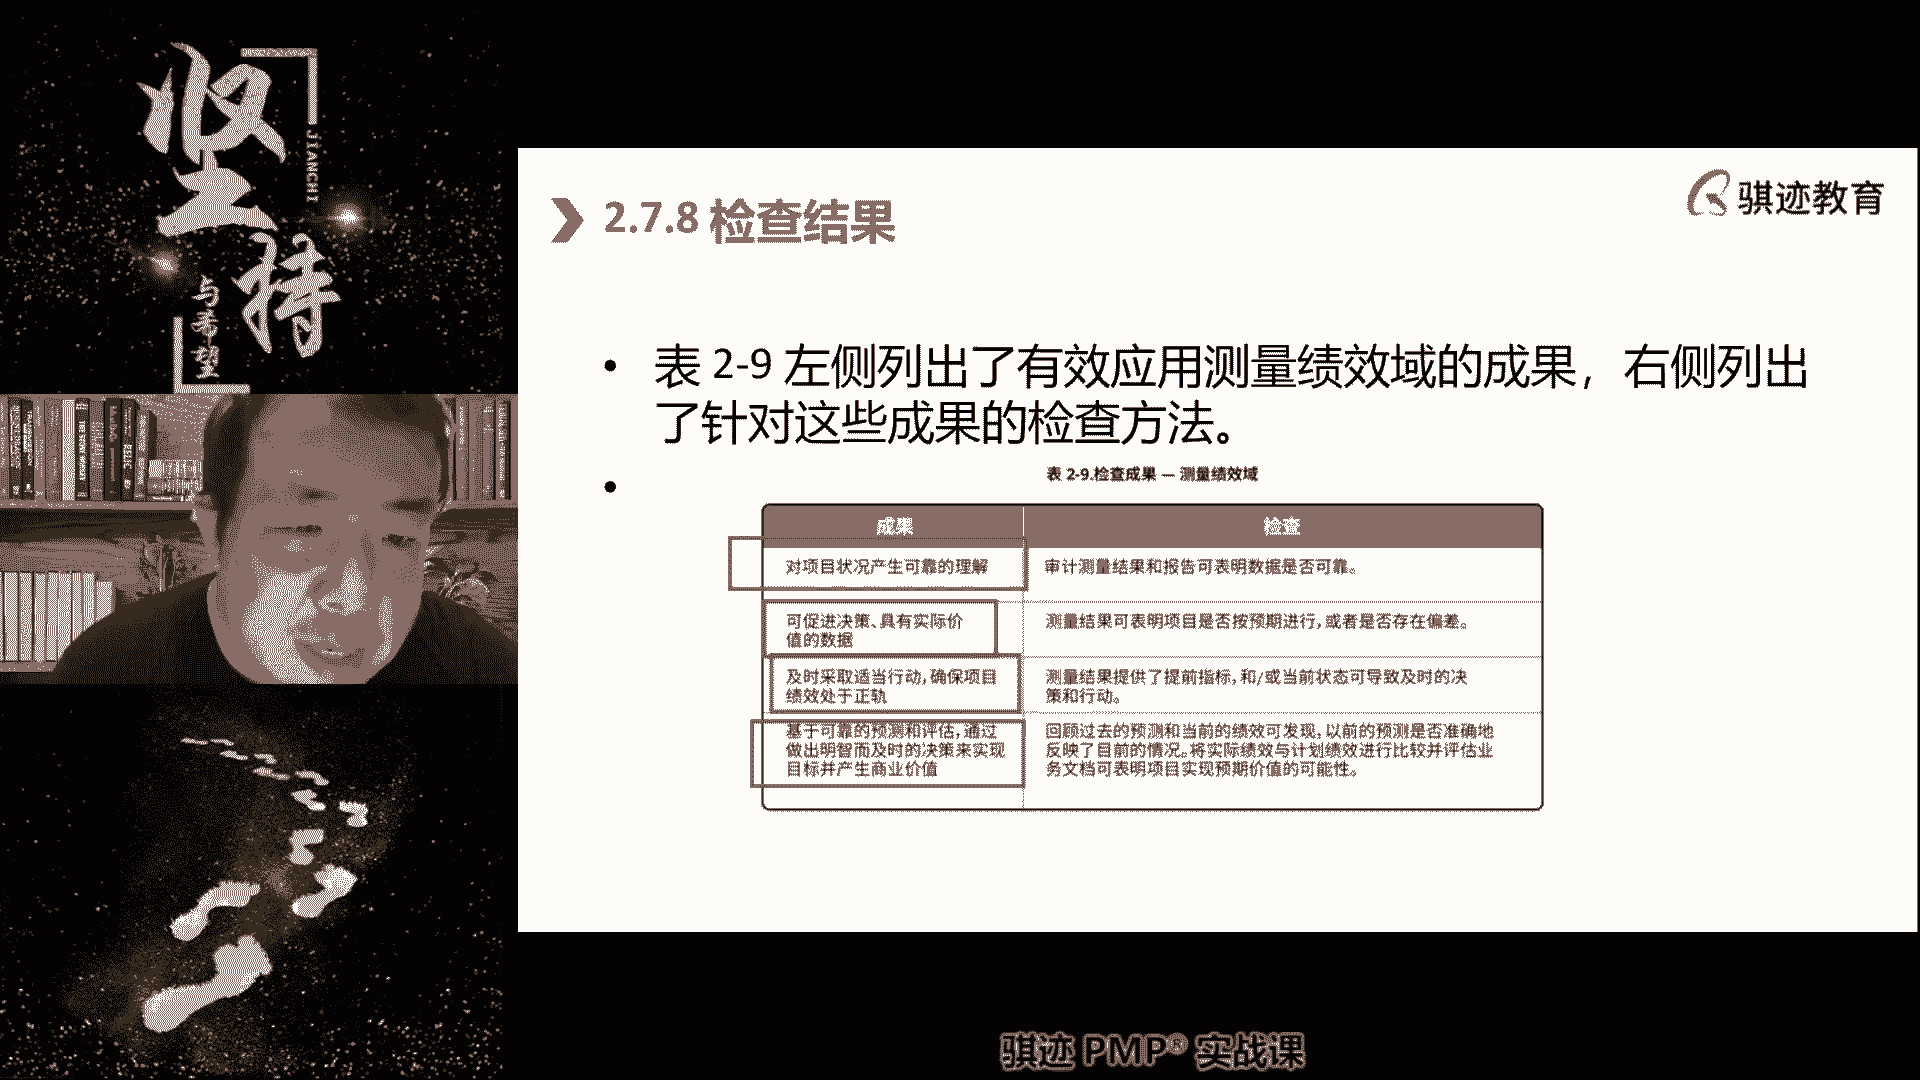 坚持
JIANCHI
与希望
2.7.8 检查结果
骐迹教育
• 表 2-9 左侧列出了有效应用测量绩效域的成果，右侧列出
了针对这些成果的检查方法。
•
表 2-9.检查成果 — 测量绩效域
成果
检查
对项目状况产生可靠的理解
审计测量结果和报告可表明数据是否可靠。
可促进决策、具有实际价
值的数据
测量结果可表明项目是否按预期进行，或者是否存在偏差。
及时采取适当行动，确保项目
绩效处于正轨
测量结果提供了提前指标，和/或当前状态可导致及时的决
策和行动。
基于可靠的预测和评估，通过
做出明智而及时的决策来实现
目标并产生商业价值
回顾过去的预测和当前的绩效可发现，以前的预测是否准确地
反映了目前的情况。将实际绩效与计划绩效进行比较并评估业
务文档可表明项目实现预期价值的可能性。
骐迹 PMP® 实战课